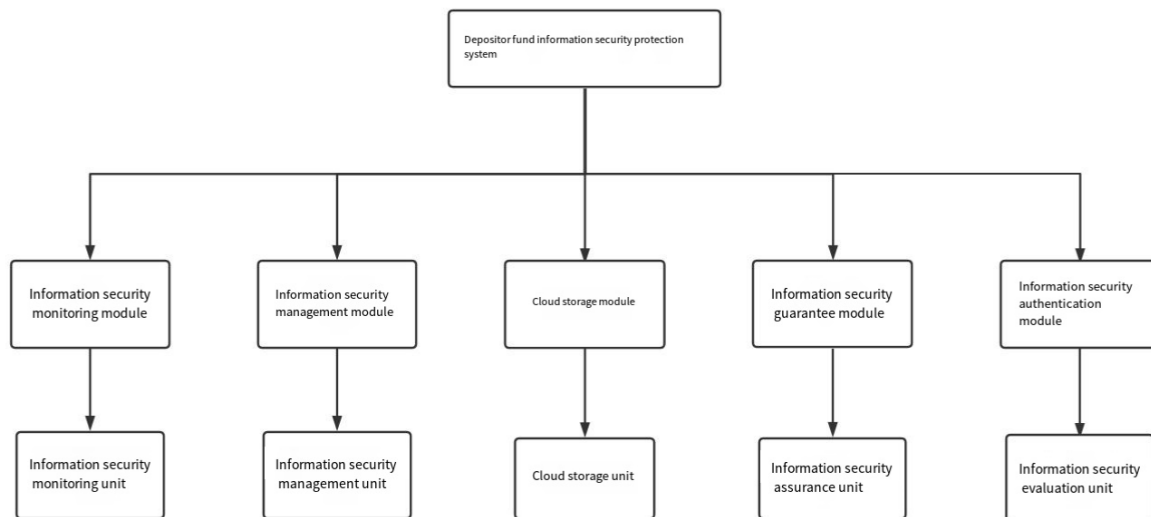 Depositor fund information security protection
system
Information security
monitoring module
Information security
management module
Cloud storage module
Information security
guarantee module
Information security
authentication
module
Information security
monitoring unit
Information security
management unit
Cloud storage unit
Information security
assurance unit
Information security
evaluation unit